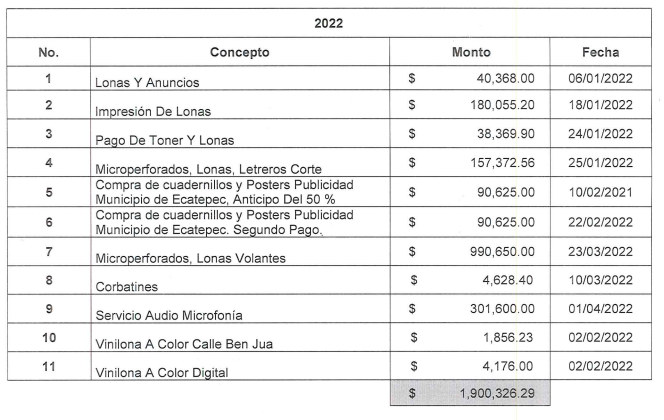 2022
No. Concepto Monto Fecha
1 Lonas Y Anuncios $ 40,368.00 06/01/2022
2 Impresión De Lonas $ 180,055.20 18/01/2022
3 Pago De Toner Y Lonas $ 38,369.90 24/01/2022
4 Microperforados, Lonas, Letreros Corte $ 157,372.56 25/01/2022
5 Compra de cuadernillos y Posters Publicidad
Municipio de Ecatepec, Anticipo Del 50 % $ 90,625.00 10/02/2021
6 Compra de cuadernillos y Posters Publicidad
Municipio de Ecatepec. Segundo Pago. $ 90,625.00 22/02/2022
7 Microperforados, Lonas Volantes $ 990,650.00 23/03/2022
8 Corbatines $ 4,628.40 10/03/2022
9 Servicio Audio Microfonía $ 301,600.00 01/04/2022
10 Vinilona A Color Calle Ben Jua $ 1,856.23 02/02/2022
11 Vinilona A Color Digital $ 4,176.00 02/02/2022
$ 1,900,326.29